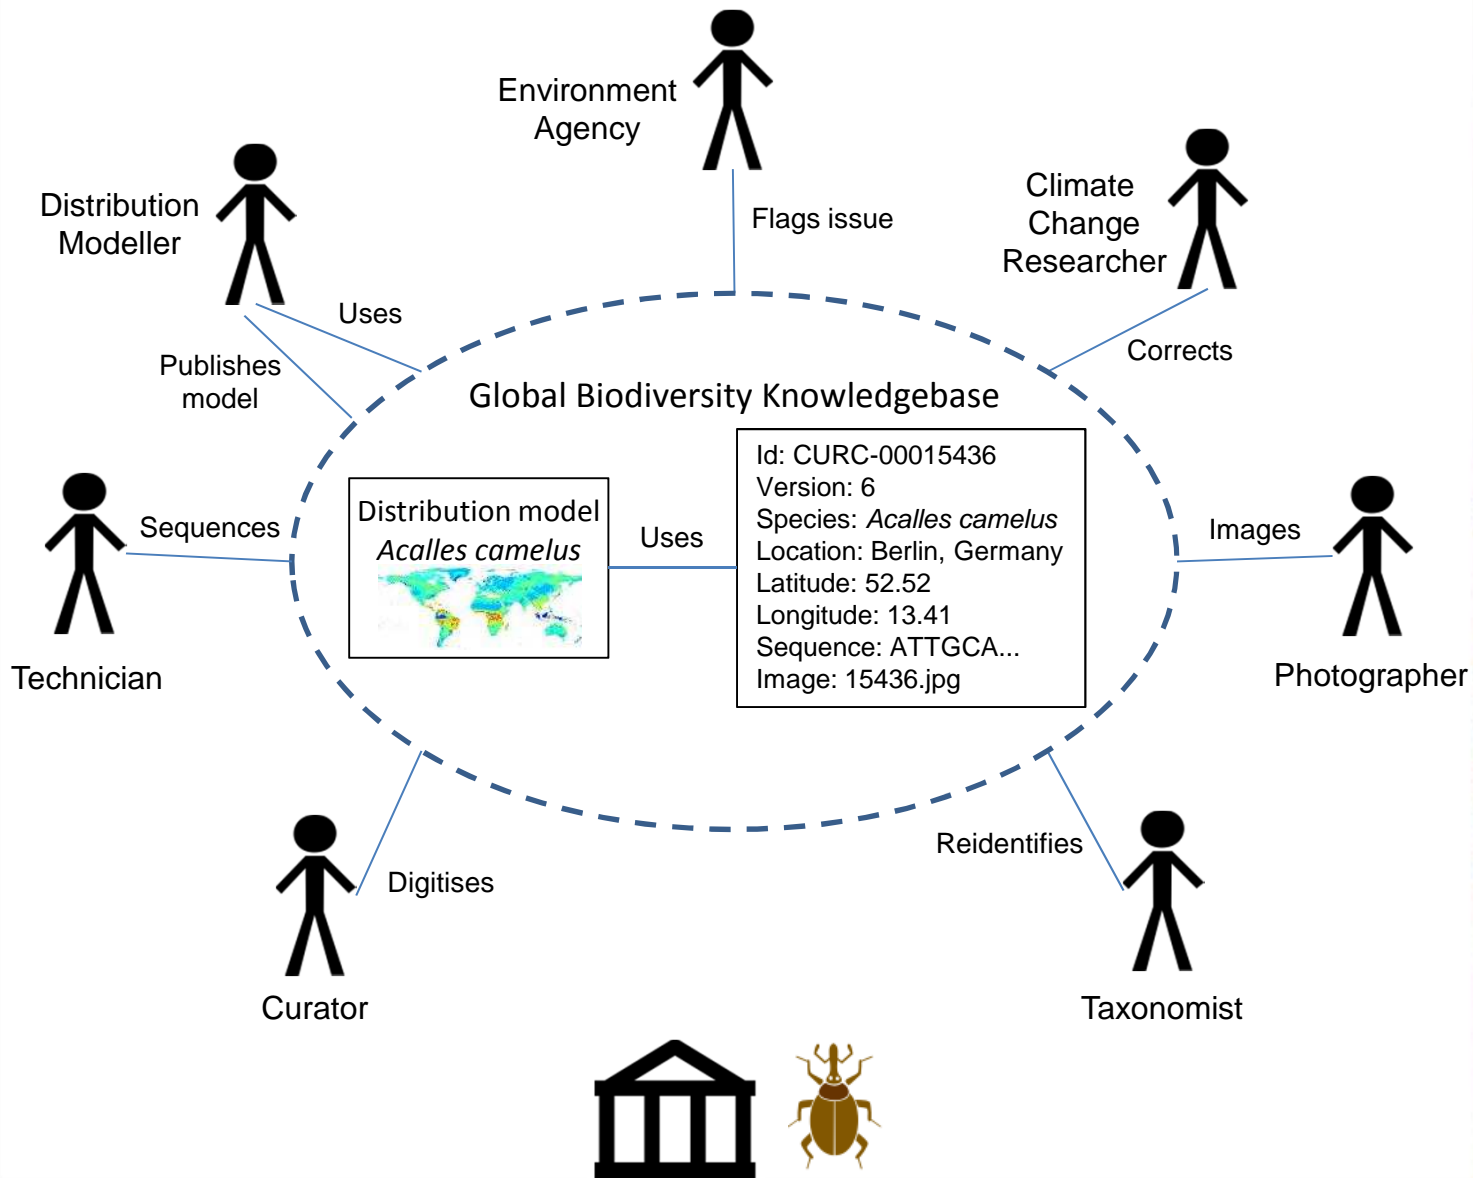 Environment
Agency
Flags issue
Distribution
Modeller
Uses
Publishes
model
Climate
Change
Researcher
Corrects
Global Biodiversity Knowledgebase
Distribution model
Acalles camelus
Uses
Id: CURC-00015436
Version: 6
Species: Acalles camelus
Location: Berlin, Germany
Latitude: 52.52
Longitude: 13.41
Sequence: ATTGCA...
Image: 15436.jpg
Sequences
Technician
Images
Photographer
Digitises
Curator
Reidentifies
Taxonomist